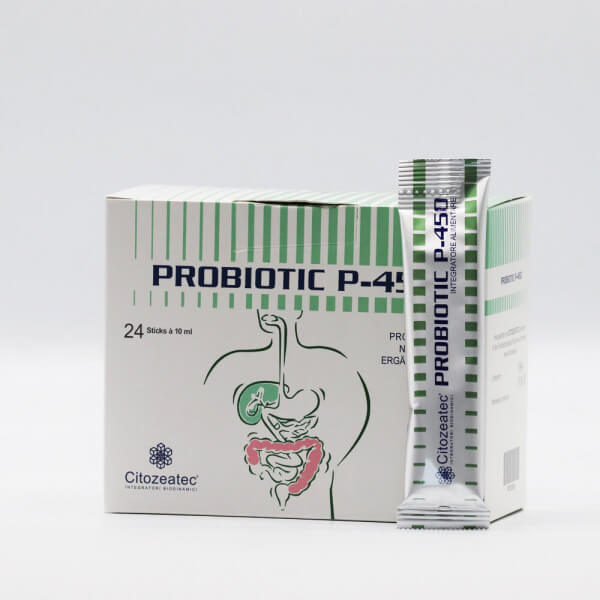 PROBIOTIC P-45
24 Sticks à 10 ml
PRO
N
ERGÄ
Citozeatec®
INTEGRATORI BIODINAMICI
PROBIOTIC P-450
INTEGRATORE ALIMENTARE
Citozeatec®
INTEGRATORI BIODINAMICI
PROBIOTIC P-450